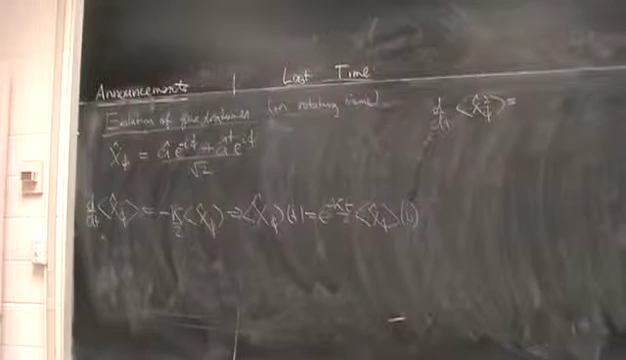 Announcements | Last Time
Evolution of quadratures (in rotating frame)
X̂_φ = (â e^{-iφ} + â† e^{iφ}) / √2
d/dt <X̂_φ> = -κ/2 <X̂_φ> ⇒ <X̂_φ>(t) = e^{-κt/2} <X̂_φ>
d/dt <X̂_φ²> =